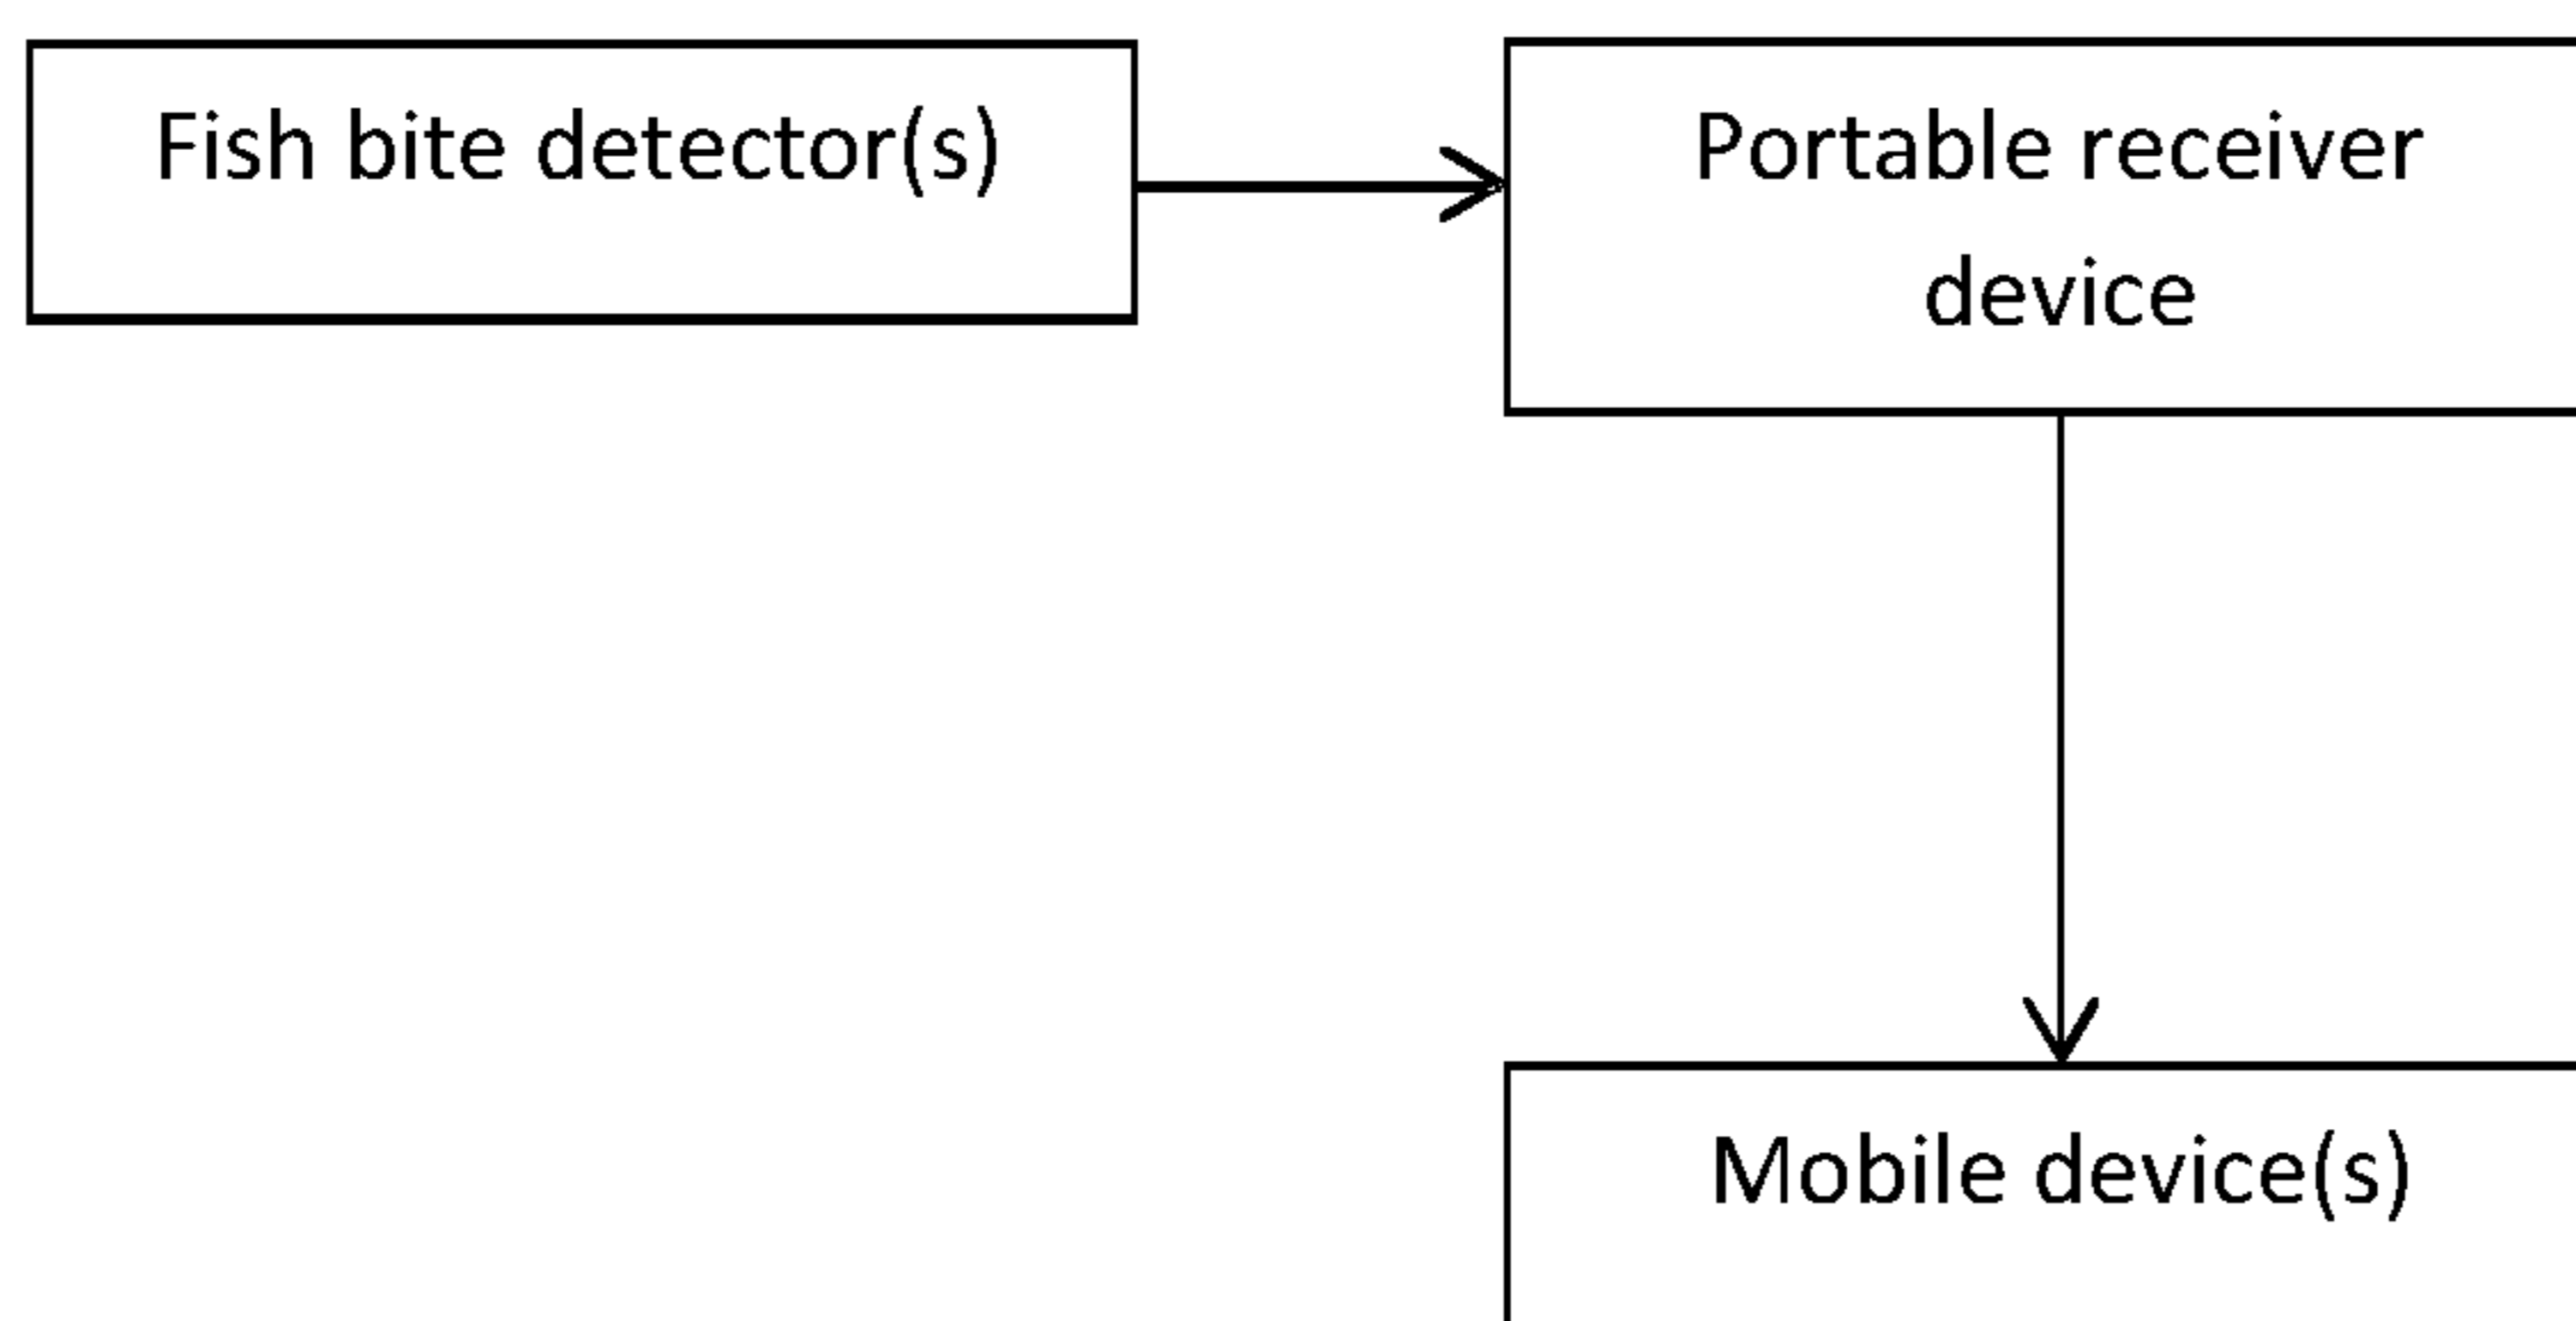 Fish bite detector(s)
Portable receiver
device
Mobile device(s)